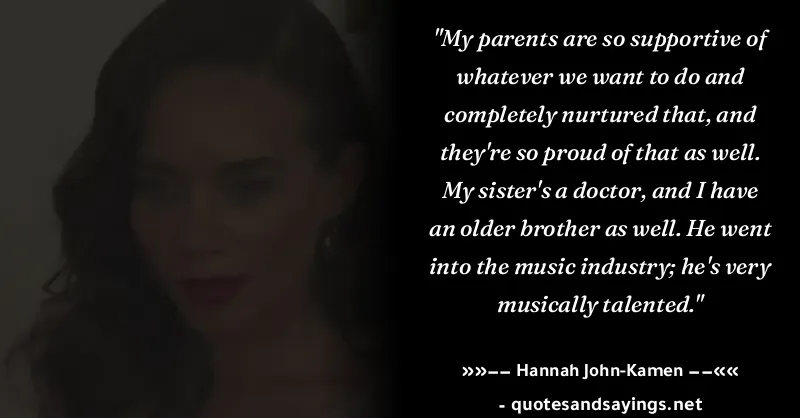 "My parents are so supportive of
whatever we want to do and
completely nurtured that, and
they're so proud of that as well.
My sister's a doctor, and I have
an older brother as well. He went
into the music industry; he's very
musically talented."
»»−− Hannah John-Kamen −−««
- quotesandsayings.net